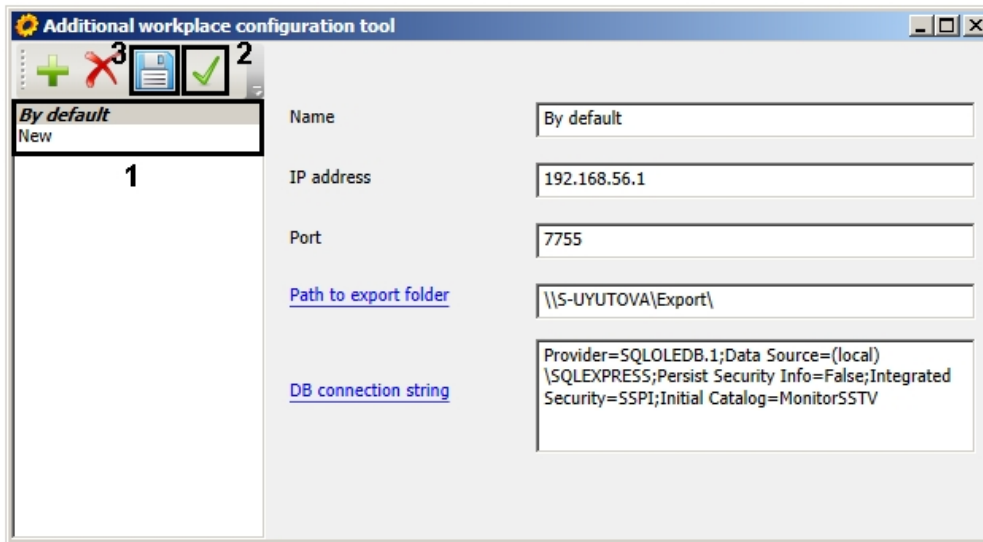 Additional workplace configuration tool
3
2
By default
New
1
Name
By default
IP address
192.168.56.1
Port
7755
Path to export folder
\\S-UYUTOVA\Export\
DB connection string
Provider=SQLOLEDB.1;Data Source=(local)
\SQLEXPRESS;Persist Security Info=False;Integrated
Security=SSPI;Initial Catalog=MonitorSSTV